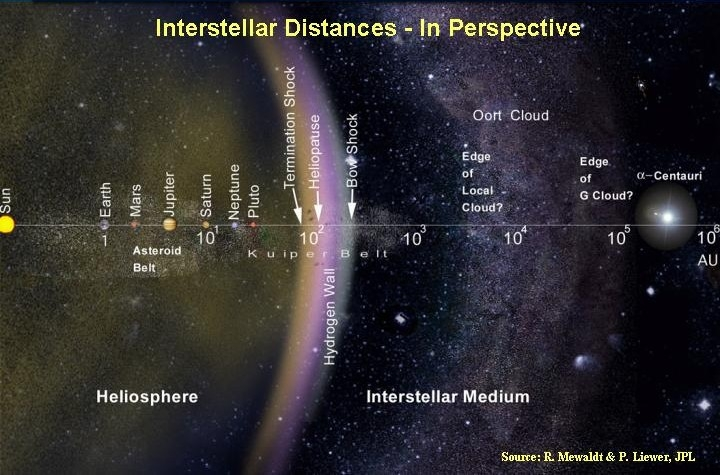 Interstellar Distances - In Perspective
Oort Cloud
Termination Shock
Heliopause
Bow Shock
Edge
of
Local
Cloud?
Edge
of
G Cloud?
α-Centauri
Sun
Earth
Mars
Jupiter
Saturn
Neptune
Pluto
1
10¹
10²
10³
10⁴
10⁵
10⁶
AU
Asteroid
Belt
Kuiper Belt
Hydrogen Wall
Heliosphere
Interstellar Medium
Source: R. Mewaldt & P. Liewer, JPL